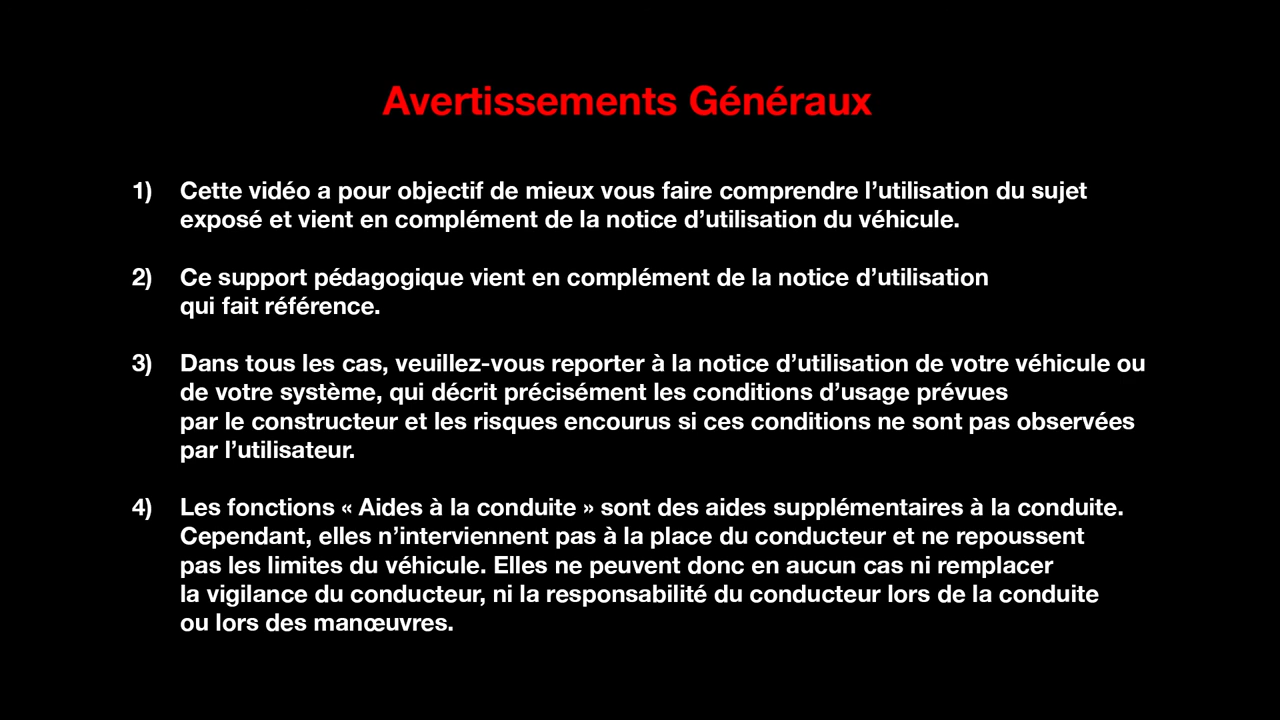 Avertissements Généraux
1) Cette vidéo a pour objectif de mieux vous faire comprendre l’utilisation du sujet
exposé et vient en complément de la notice d’utilisation du véhicule.
2) Ce support pédagogique vient en complément de la notice d’utilisation
qui fait référence.
3) Dans tous les cas, veuillez-vous reporter à la notice d’utilisation de votre véhicule ou
de votre système, qui décrit précisément les conditions d’usage prévues
par le constructeur et les risques encourus si ces conditions ne sont pas observées
par l’utilisateur.
4) Les fonctions « Aides à la conduite » sont des aides supplémentaires à la conduite.
Cependant, elles n’interviennent pas à la place du conducteur et ne repoussent
pas les limites du véhicule. Elles ne peuvent donc en aucun cas ni remplacer
la vigilance du conducteur, ni la responsabilité du conducteur lors de la conduite
ou lors des manœuvres.